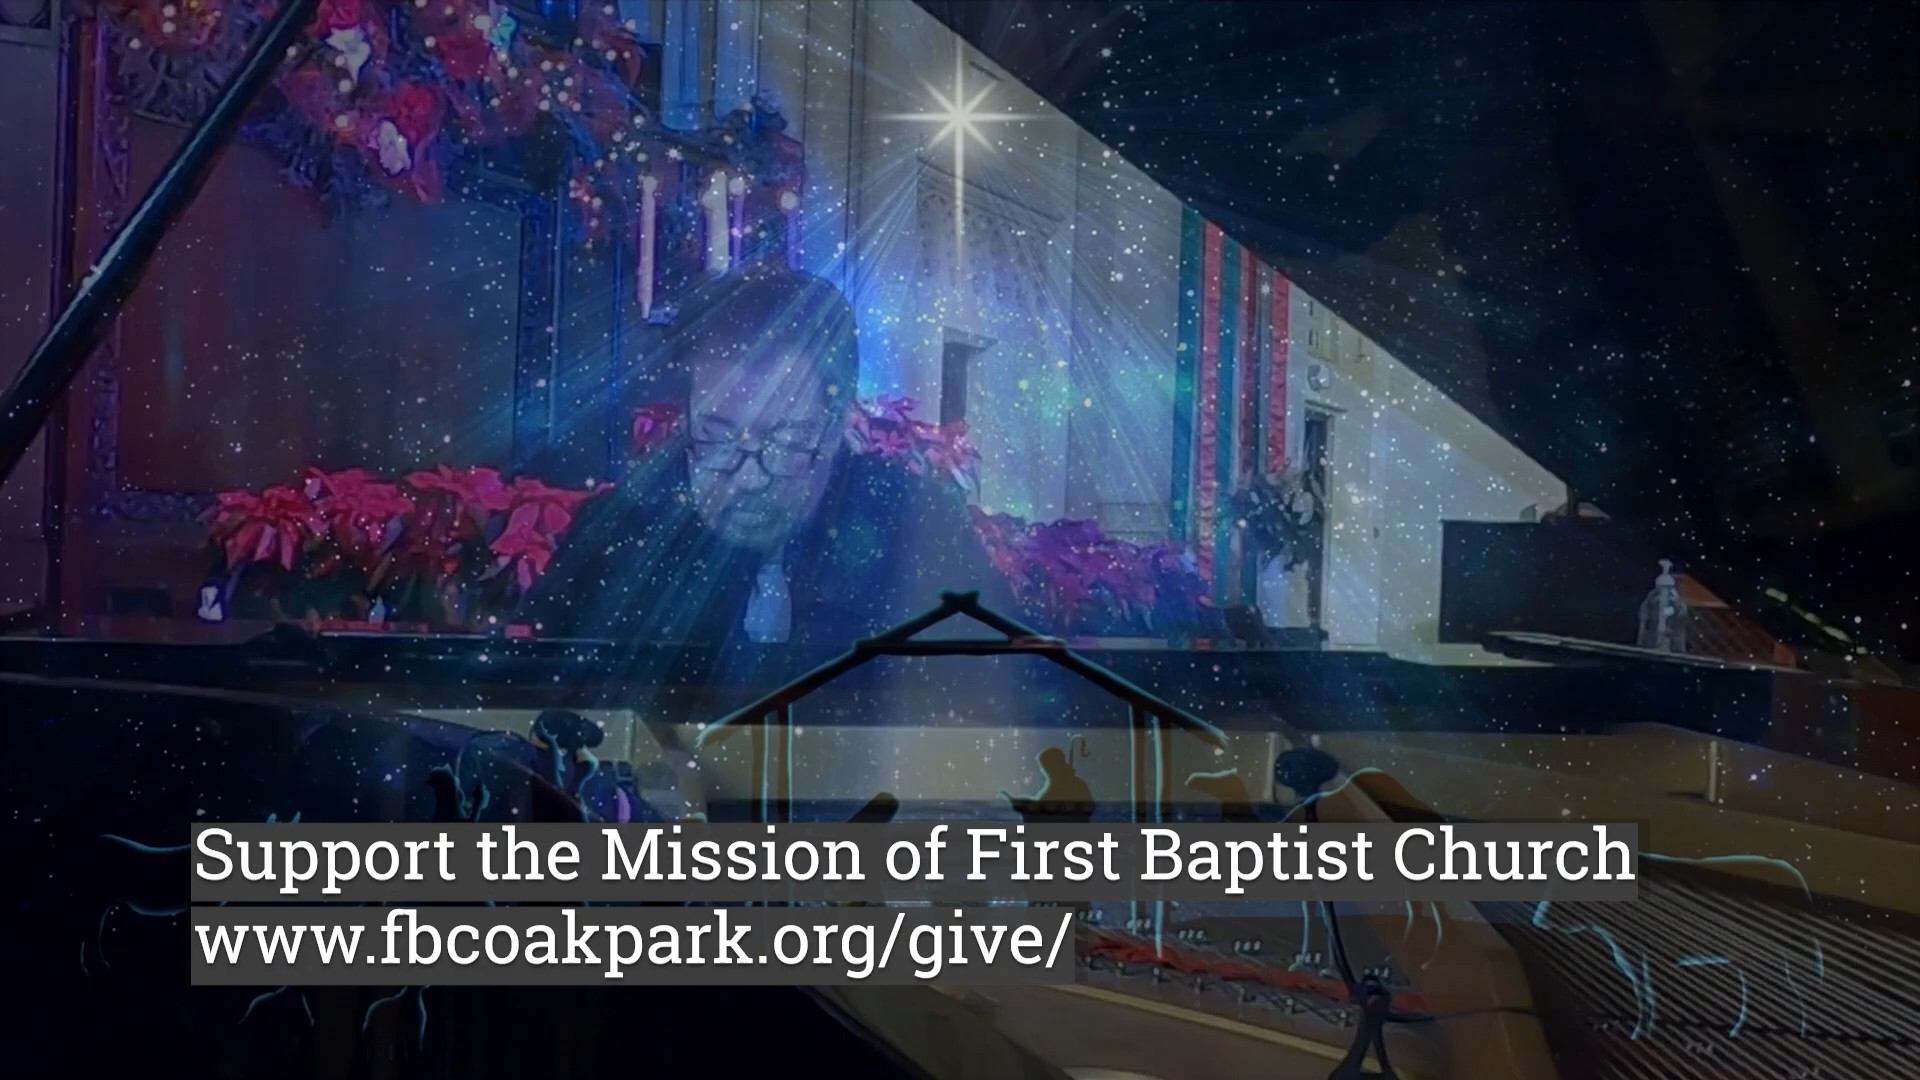 Support the Mission of First Baptist Church
www.fbcoakpark.org/give/